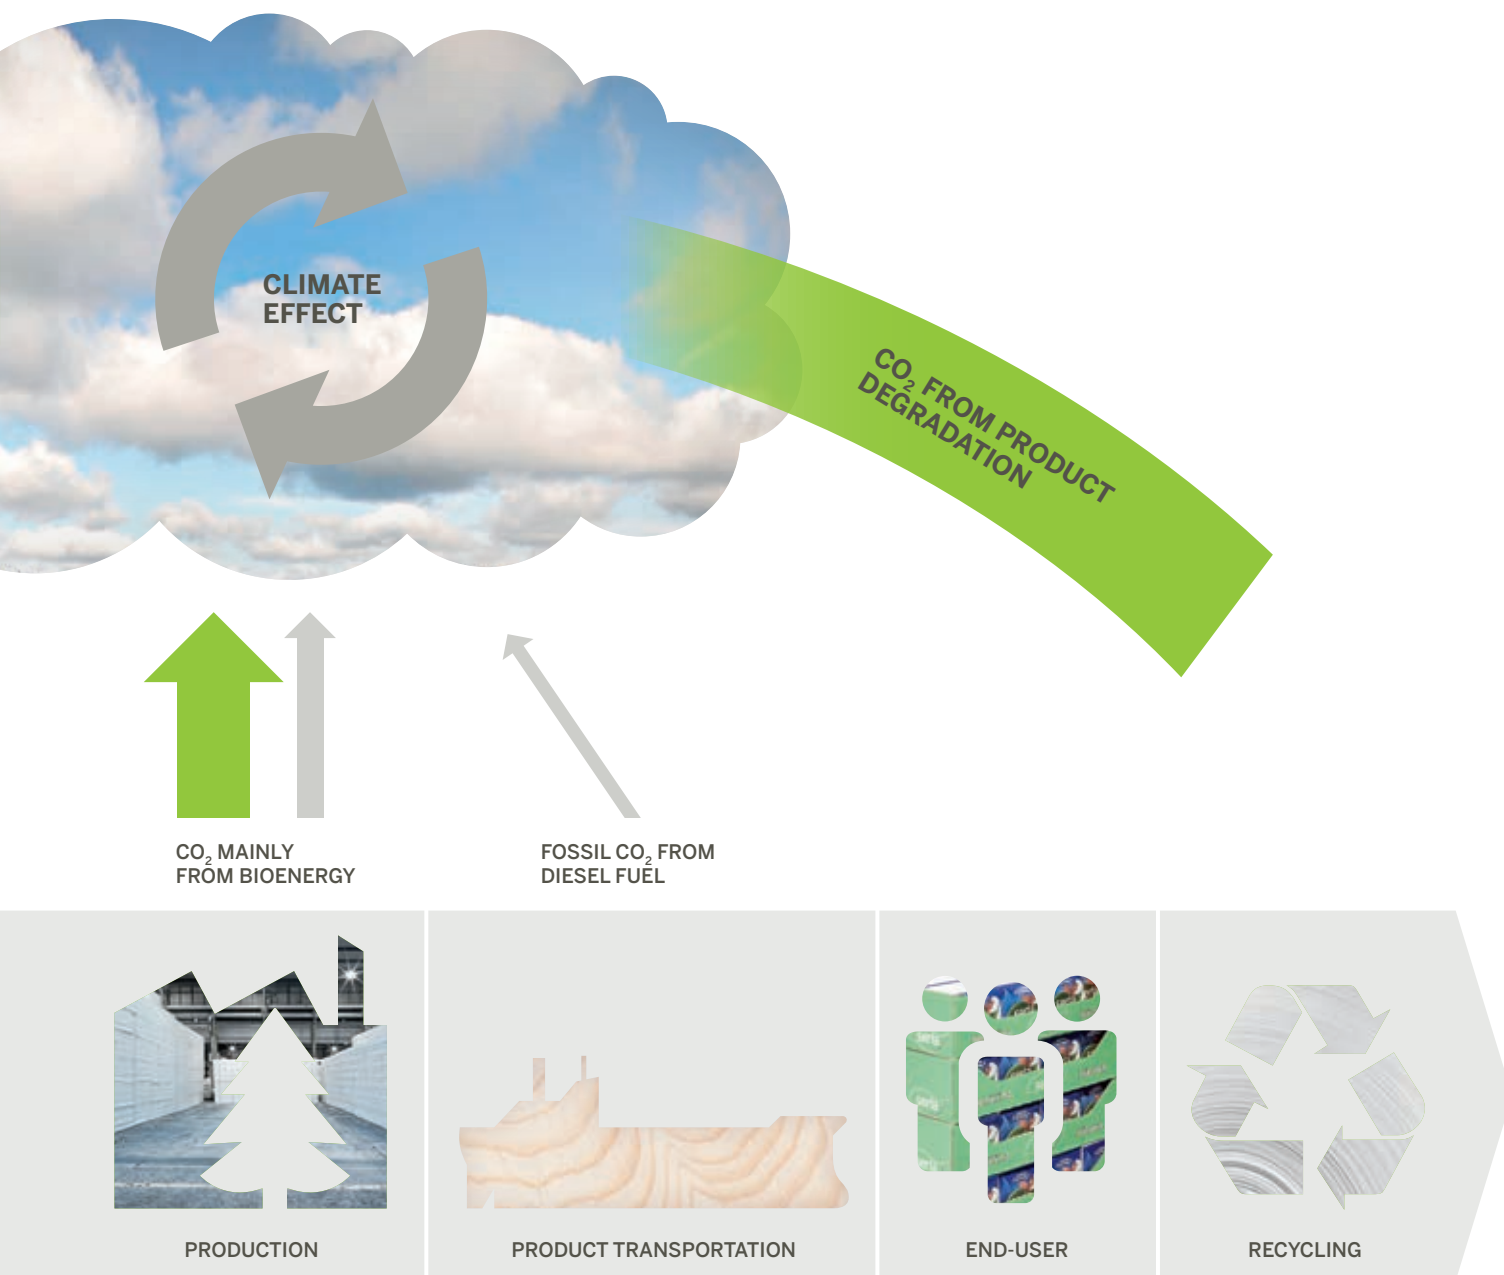 CLIMATE
EFFECT
CO₂ FROM PRODUCT
DEGRADATION
CO₂ MAINLY
FROM BIOENERGY
FOSSIL CO₂ FROM
DIESEL FUEL
PRODUCTION
PRODUCT TRANSPORTATION
END-USER
RECYCLING